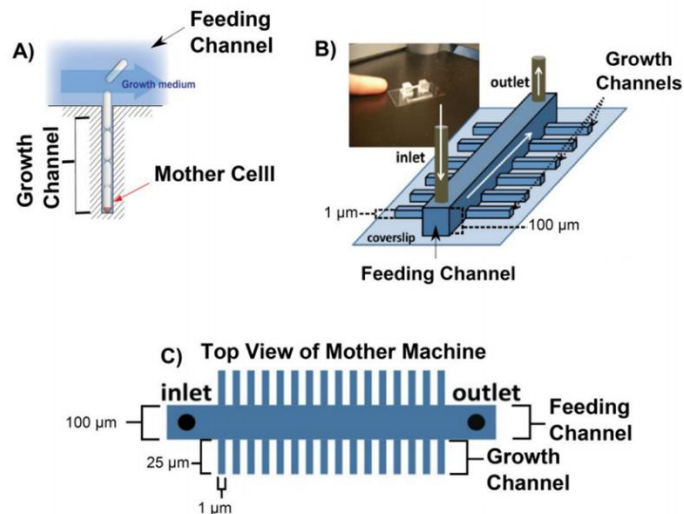 A)
Feeding
Channel
Growth medium
Growth
Channel
Mother Celll
B)
outlet
Growth
Channels
inlet
1 µm
coverslip
100 µm
Feeding Channel
C)
Top View of Mother Machine
inlet
outlet
100 µm
Feeding
Channel
25 µm
Growth
Channel
1 µm